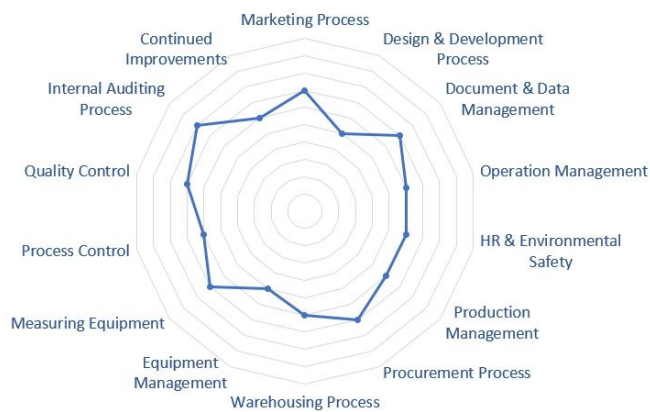 Marketing Process
Design & Development
Process
Document & Data
Management
Operation Management
HR & Environmental
Safety
Production
Management
Procurement Process
Warehousing Process
Equipment
Management
Measuring Equipment
Process Control
Quality Control
Internal Auditing
Process
Continued
Improvements